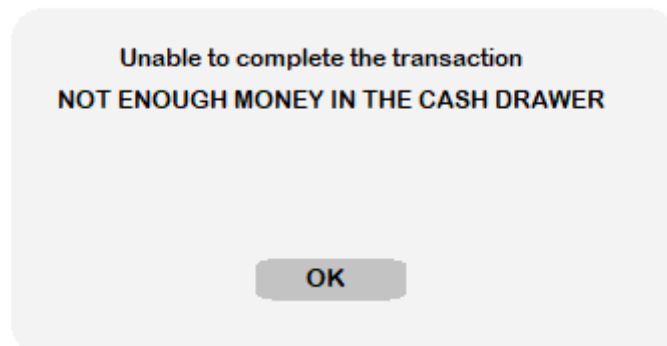 Unable to complete the transaction
NOT ENOUGH MONEY IN THE CASH DRAWER
OK